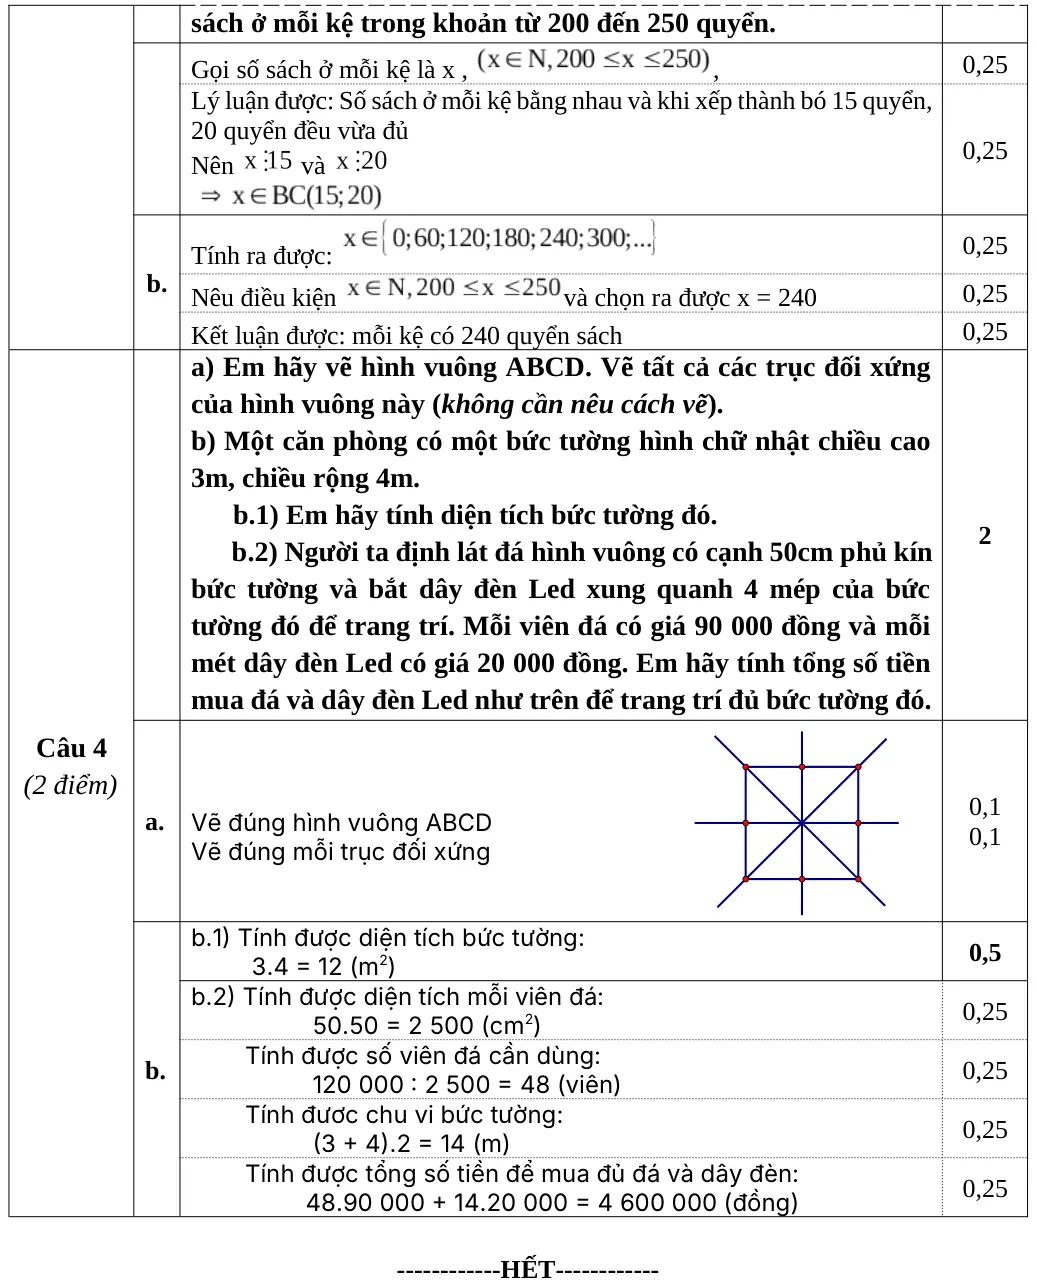 sách ở mỗi kệ trong khoản từ 200 đến 250 quyển.
Gọi số sách ở mỗi kệ là x , (x ∈ N, 200 ≤ x ≤ 250) ,
0,25
Lý luận được: Số sách ở mỗi kệ bằng nhau và khi xếp thành bó 15 quyển,
20 quyển đều vừa đủ
Nên x⋮15 và x⋮20
⇒ x ∈ BC(15; 20)
0,25
b.
Tính ra được: x ∈ { 0; 60; 120; 180; 240; 300; ...}
0,25
Nêu điều kiện x ∈ N, 200 ≤ x ≤ 250 và chọn ra được x = 240
0,25
Kết luận được: mỗi kệ có 240 quyển sách
0,25
Câu 4
(2 điểm)
a) Em hãy vẽ hình vuông ABCD. Vẽ tất cả các trục đối xứng
của hình vuông này (không cần nêu cách vẽ).
b) Một căn phòng có một bức tường hình chữ nhật chiều cao
3m, chiều rộng 4m.
b.1) Em hãy tính diện tích bức tường đó.
b.2) Người ta định lát đá hình vuông có cạnh 50cm phủ kín
bức tường và bắt dây đèn Led xung quanh 4 mép của bức
tường đó để trang trí. Mỗi viên đá có giá 90 000 đồng và mỗi
mét dây đèn Led có giá 20 000 đồng. Em hãy tính tổng số tiền
mua đá và dây đèn Led như trên để trang trí đủ bức tường đó.
2
a.
Vẽ đúng hình vuông ABCD
Vẽ đúng mỗi trục đối xứng
0,1
0,1
b.
b.1) Tính được diện tích bức tường:
3.4 = 12 (m²)
0,5
b.2) Tính được diện tích mỗi viên đá:
50.50 = 2 500 (cm²)
0,25
Tính được số viên đá cần dùng:
120 000 : 2 500 = 48 (viên)
0,25
Tính đươc chu vi bức tường:
(3 + 4).2 = 14 (m)
0,25
Tính được tổng số tiền để mua đủ đá và dây đèn:
48.90 000 + 14.20 000 = 4 600 000 (đồng)
0,25
------------HẾT------------